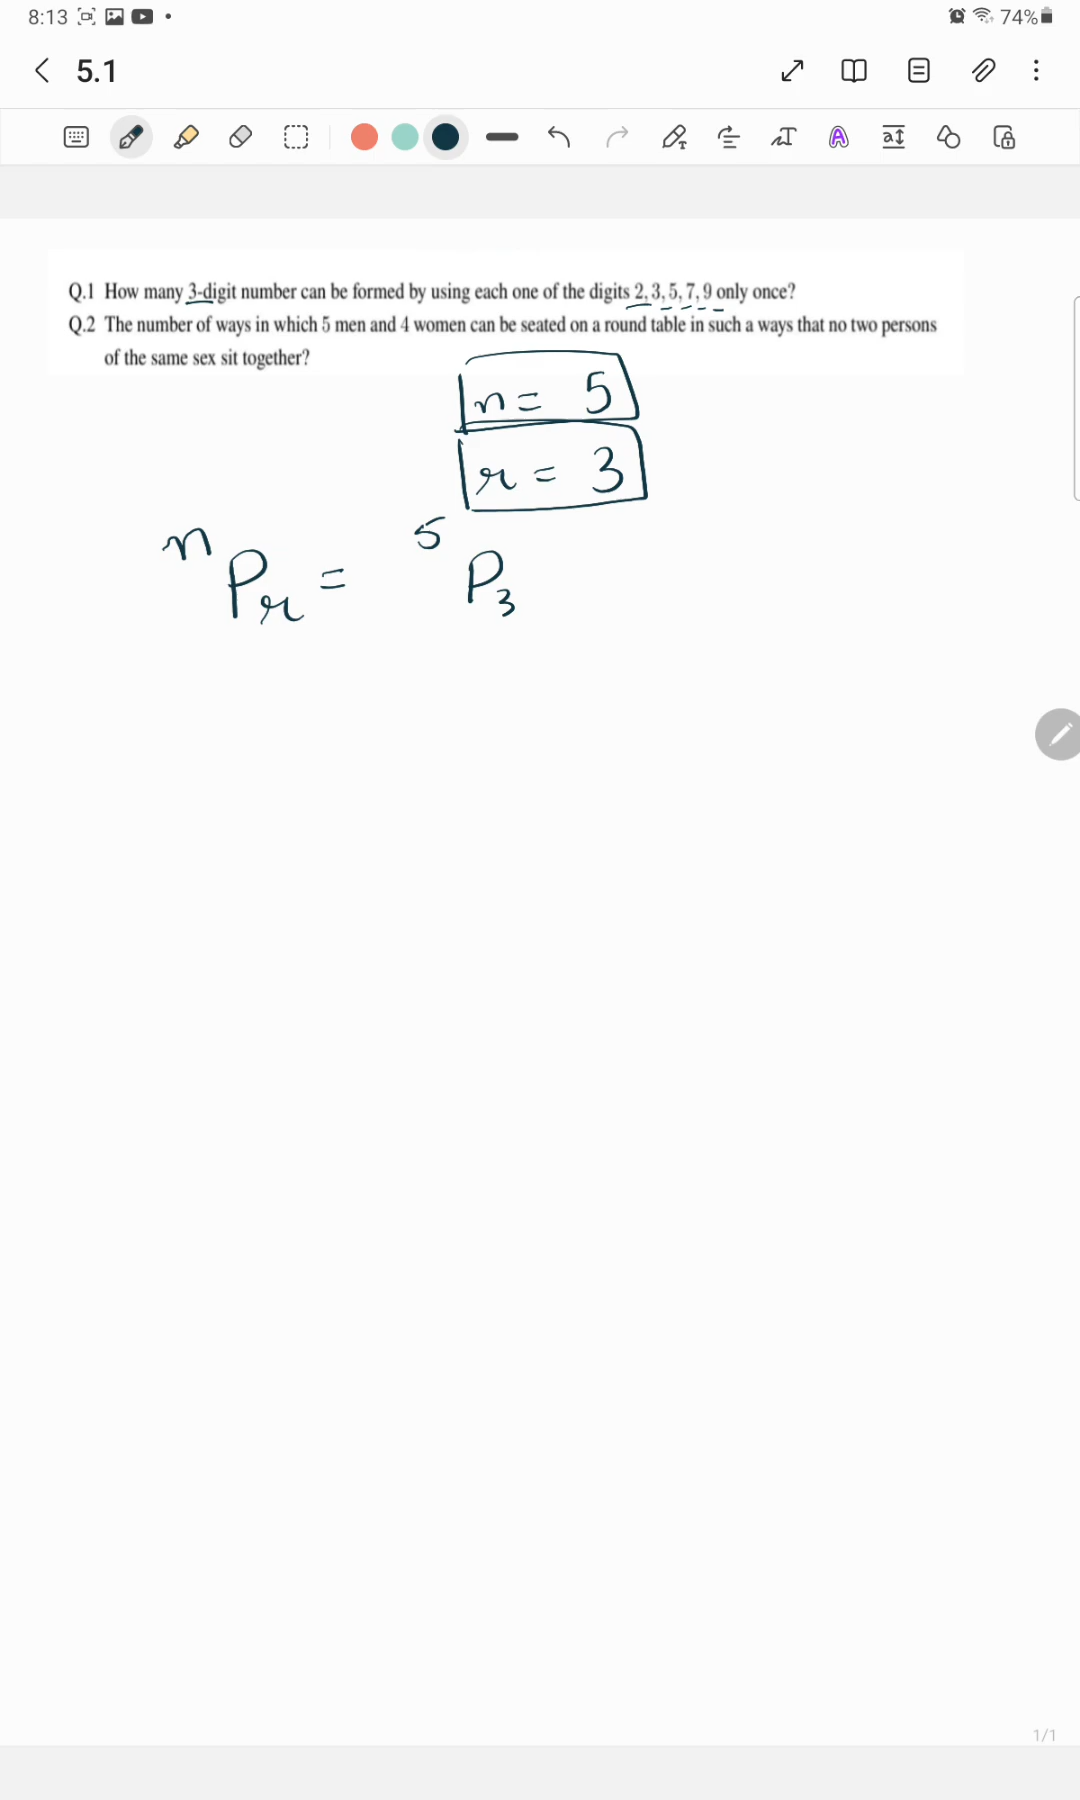 8:13 74%
5.1
Q.1 How many 3-digit number can be formed by using each one of the digits 2, 3, 5, 7, 9 only once?
Q.2 The number of ways in which 5 men and 4 women can be seated on a round table in such a ways that no two persons
of the same sex sit together?
n = 5
r = 3
ⁿPr = ⁵P₃
1/1